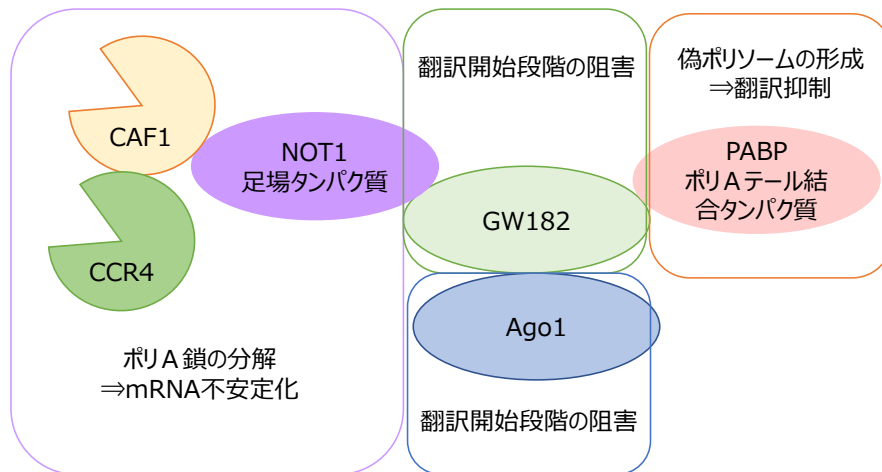 CAF1
CCR4
NOT1
足場タンパク質
ポリA鎖の分解
⇒mRNA不安定化
翻訳開始段階の阻害
GW182
Ago1
翻訳開始段階の阻害
偽ポリソームの形成
⇒翻訳抑制
PABP
ポリAテール結
合タンパク質